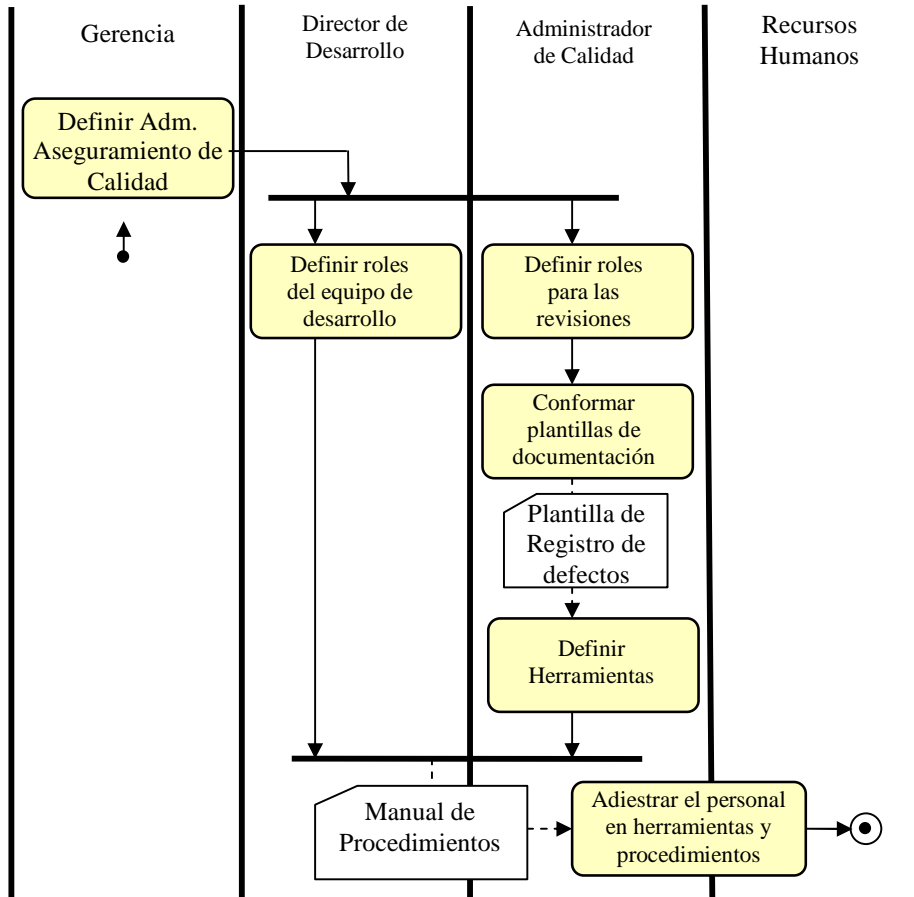 Gerencia
Director de
Desarrollo
Administrador
de Calidad
Recursos
Humanos
Definir Adm.
Aseguramiento de
Calidad
Definir roles
del equipo de
desarrollo
Definir roles
para las
revisiones
Conformar
plantillas de
documentación
Plantilla de
Registro de
defectos
Definir
Herramientas
Manual de
Procedimientos
Adiestrar el personal
en herramientas y
procedimientos